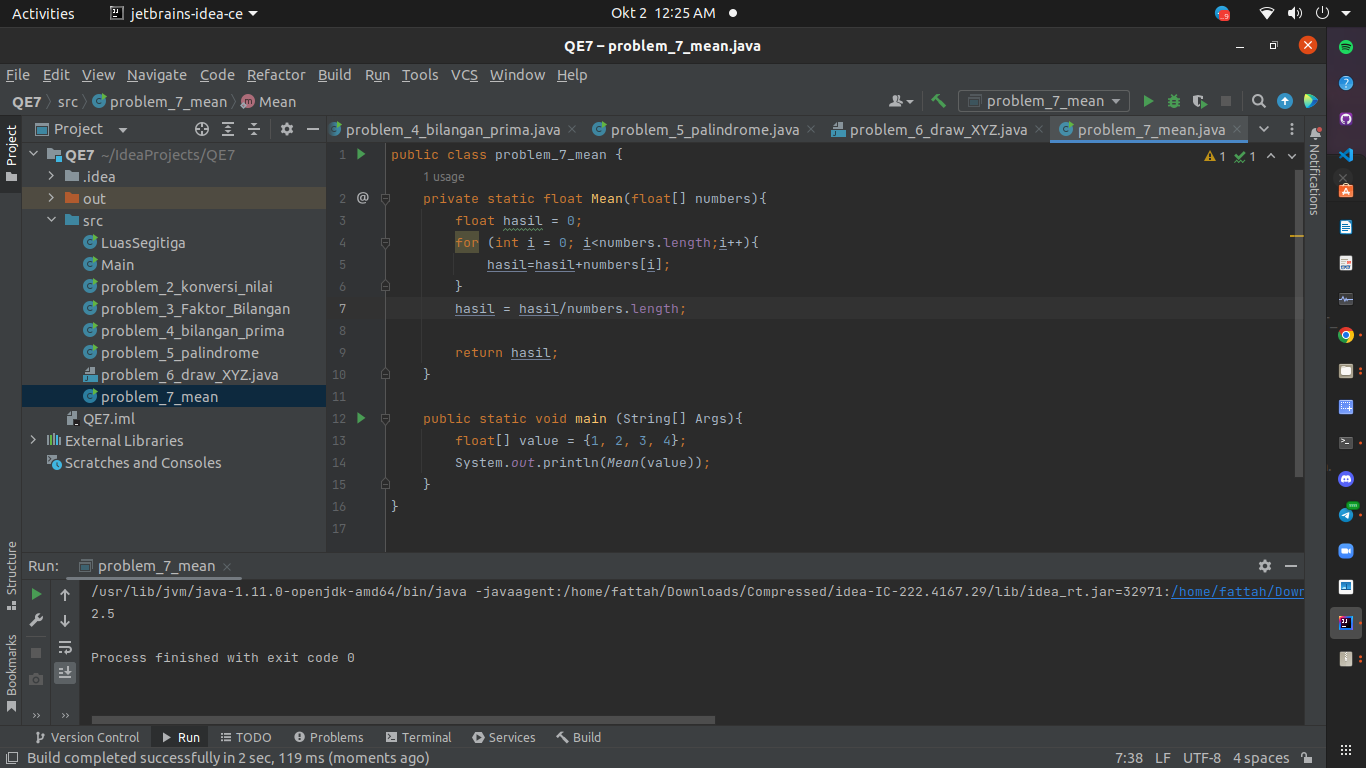 Activities jetbrains-idea-ce Okt 2 12:25 AM
QE7 – problem_7_mean.java
File Edit View Navigate Code Refactor Build Run Tools VCS Window Help
QE7 src problem_7_mean Mean problem_7_mean
Project
problem_4_bilangan_prima.java problem_5_palindrome.java problem_6_draw_XYZ.java problem_7_mean.java
Project
QE7 ~/IdeaProjects/QE7
.idea
out
src
LuasSegitiga
Main
problem_2_konversi_nilai
problem_3_Faktor_Bilangan
problem_4_bilangan_prima
problem_5_palindrome
problem_6_draw_XYZ.java
problem_7_mean
QE7.iml
External Libraries
Scratches and Consoles
1 public class problem_7_mean {
1 usage
2 @ private static float Mean(float[] numbers){
3 float hasil = 0;
4 for (int i = 0; i<numbers.length;i++){
5 hasil=hasil+numbers[i];
6 }
7 hasil = hasil/numbers.length;
8
9 return hasil;
10 }
11
12 public static void main (String[] Args){
13 float[] value = {1, 2, 3, 4};
14 System.out.println(Mean(value));
15 }
16 }
17
1 1
Notifications
Structure
Bookmarks
Run: problem_7_mean
/usr/lib/jvm/java-1.11.0-openjdk-amd64/bin/java -javaagent:/home/fattah/Downloads/Compressed/idea-IC-222.4167.29/lib/idea_rt.jar=32971:/home/fattah/Dow
2.5
Process finished with exit code 0
Version Control Run TODO Problems Terminal Services Build
Build completed successfully in 2 sec, 119 ms (moments ago) 7:38 LF UTF-8 4 spaces